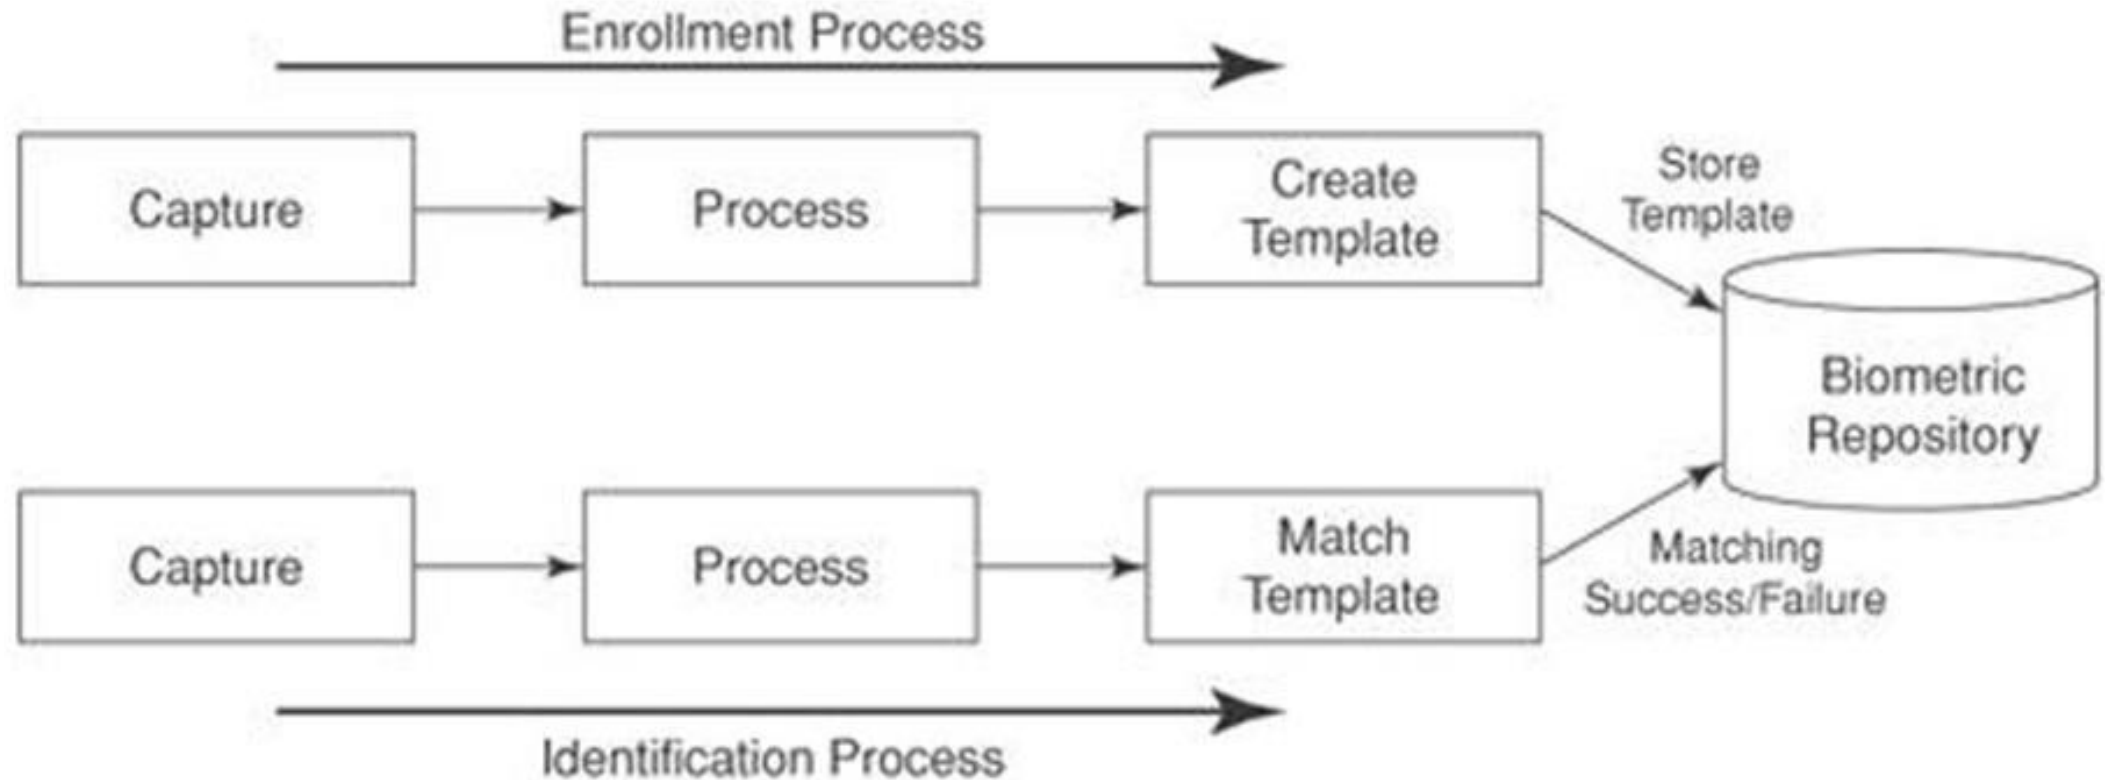 Enrollment Process
Capture
Process
Create
Template
Store
Template
Biometric
Repository
Capture
Process
Match
Template
Matching
Success/Failure
Identification Process